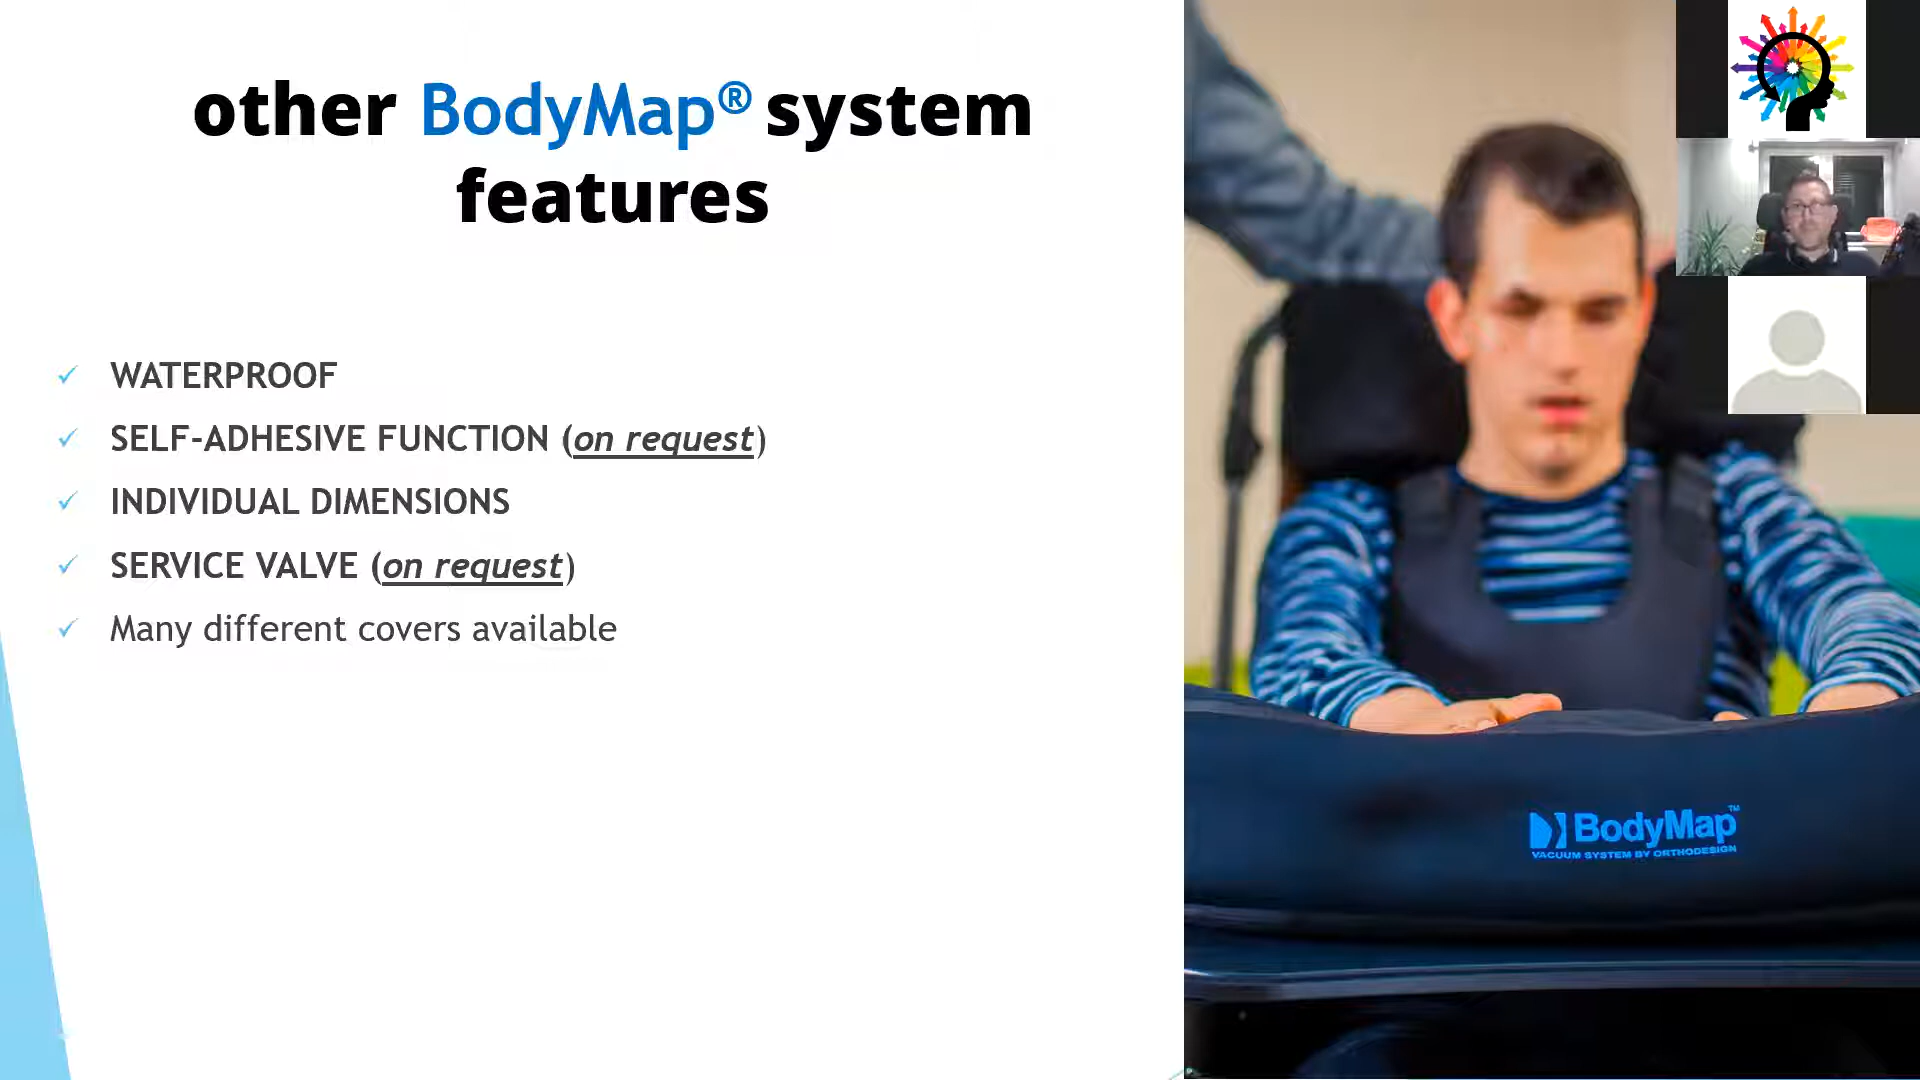 other BodyMap® system
features
WATERPROOF
SELF-ADHESIVE FUNCTION (on request)
INDIVIDUAL DIMENSIONS
SERVICE VALVE (on request)
Many different covers available
BodyMap™
VACUUM SYSTEM BY ORTHODESIGN